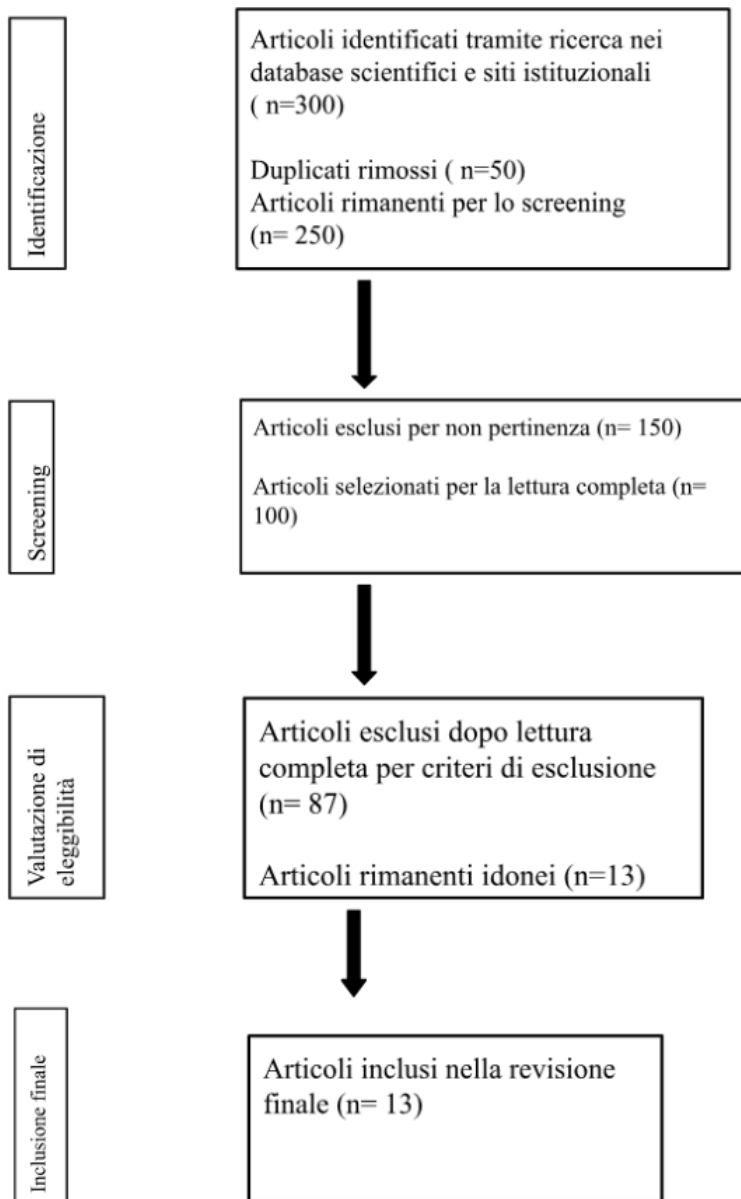 Identificazione
Articoli identificati tramite ricerca nei
database scientifici e siti istituzionali
( n=300)
Duplicati rimossi ( n=50)
Articoli rimanenti per lo screening
(n= 250)
Screening
Articoli esclusi per non pertinenza (n= 150)
Articoli selezionati per la lettura completa (n=
100)
Valutazione di
eleggibilità
Articoli esclusi dopo lettura
completa per criteri di esclusione
(n= 87)
Articoli rimanenti idonei (n=13)
Inclusione finale
Articoli inclusi nella revisione
finale (n= 13)